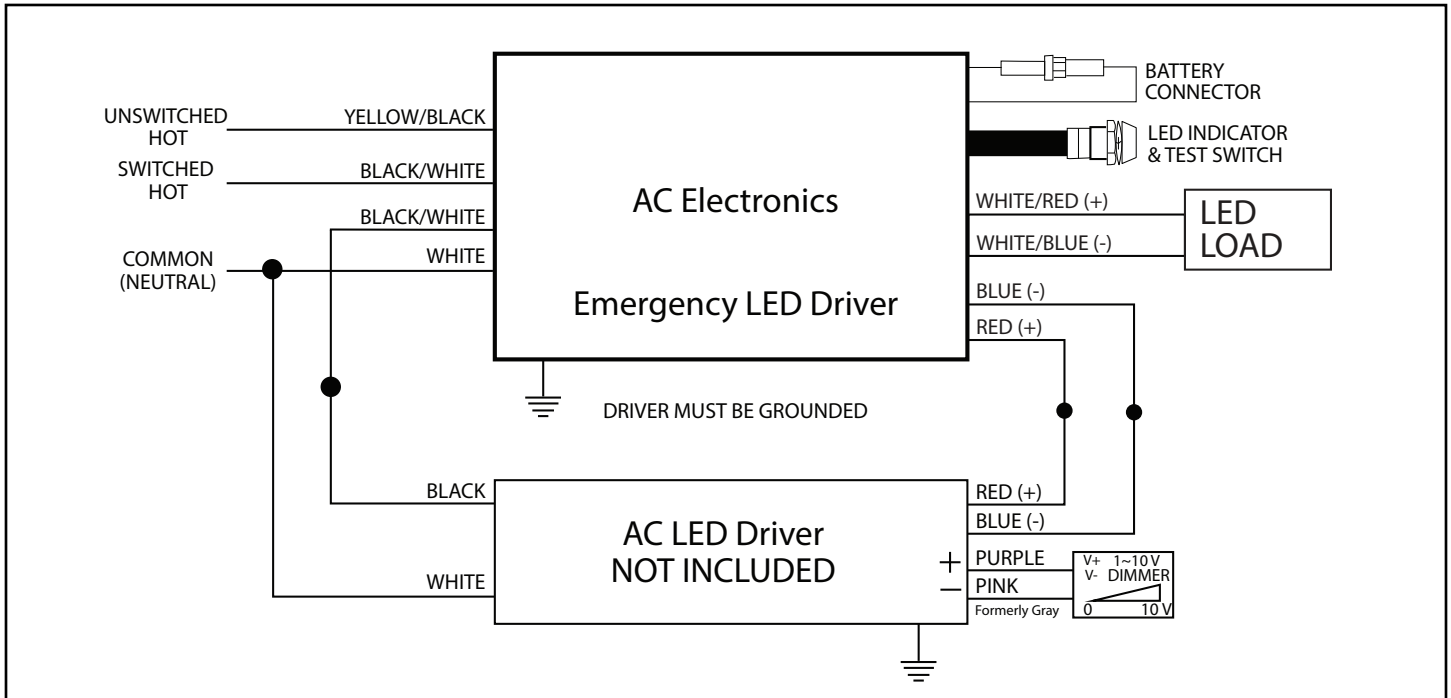 UNSWITCHED
HOT
YELLOW/BLACK
SWITCHED
HOT
BLACK/WHITE
BLACK/WHITE
COMMON
(NEUTRAL)
WHITE
AC Electronics
Emergency LED Driver
BATTERY
CONNECTOR
LED INDICATOR
& TEST SWITCH
WHITE/RED (+)
WHITE/BLUE (-)
LED
LOAD
BLUE (-)
RED (+)
DRIVER MUST BE GROUNDED
BLACK
WHITE
AC LED Driver
NOT INCLUDED
RED (+)
BLUE (-)
+ PURPLE
− PINK
Formerly Gray
V+ 1~10 V
V- DIMMER
0 10 V